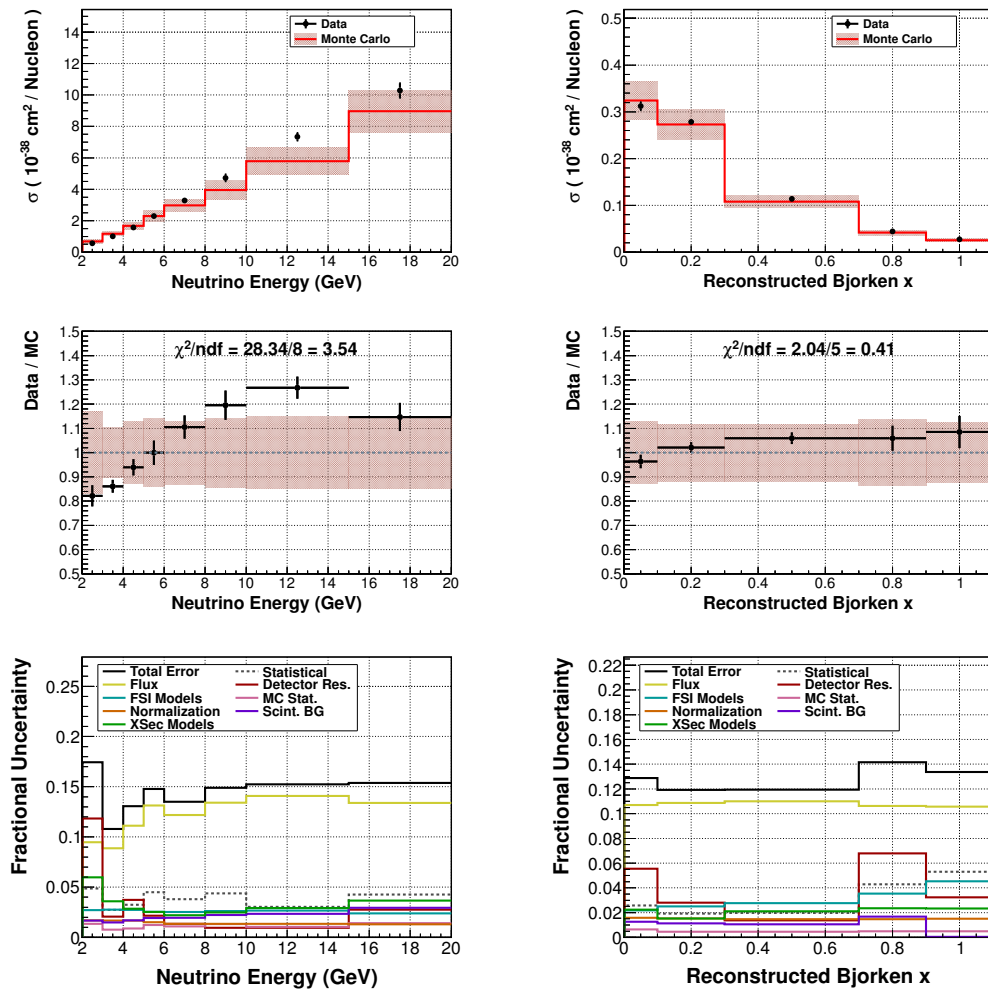 σ ( 10⁻³⁸ cm² / Nucleon )
14
12
10
8
6
4
2
0
Data
Monte Carlo
2 4 6 8 10 12 14 16 18 20
Neutrino Energy (GeV)
σ ( 10⁻³⁸ cm² / Nucleon )
0.5
0.4
0.3
0.2
0.1
0
Data
Monte Carlo
0 0.2 0.4 0.6 0.8 1
Reconstructed Bjorken x
Data / MC
1.5
1.4
1.3
1.2
1.1
1
0.9
0.8
0.7
0.6
0.5
χ²/ndf = 28.34/8 = 3.54
2 4 6 8 10 12 14 16 18 20
Neutrino Energy (GeV)
Data / MC
1.5
1.4
1.3
1.2
1.1
1
0.9
0.8
0.7
0.6
0.5
χ²/ndf = 2.04/5 = 0.41
0 0.2 0.4 0.6 0.8 1
Reconstructed Bjorken x
Fractional Uncertainty
0.25
0.2
0.15
0.1
0.05
0
Total Error
Flux
FSI Models
Normalization
XSec Models
Statistical
Detector Res.
MC Stat.
Scint. BG
2 4 6 8 10 12 14 16 18 20
Neutrino Energy (GeV)
Fractional Uncertainty
0.22
0.2
0.18
0.16
0.14
0.12
0.1
0.08
0.06
0.04
0.02
0
Total Error
Flux
FSI Models
Normalization
XSec Models
Statistical
Detector Res.
MC Stat.
Scint. BG
0 0.2 0.4 0.6 0.8 1
Reconstructed Bjorken x